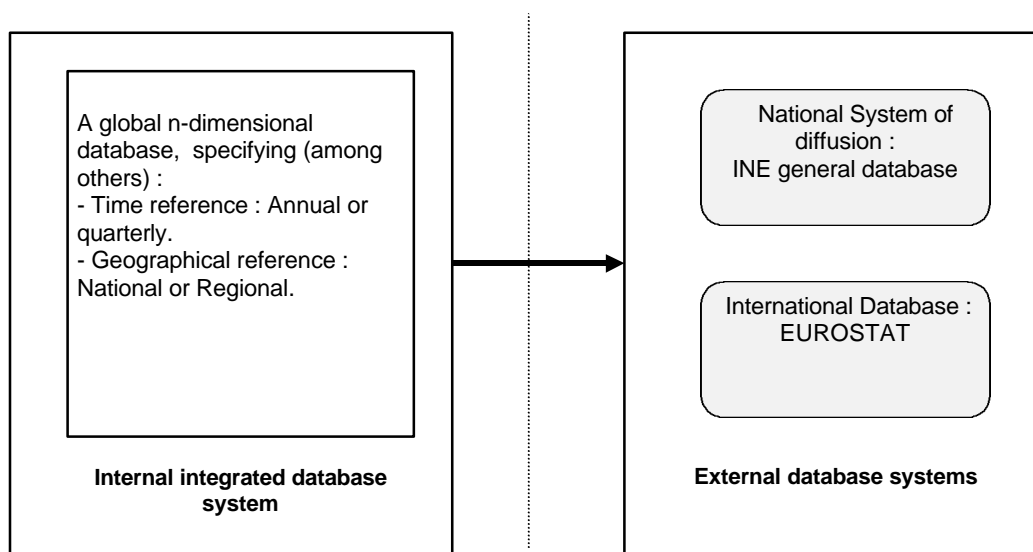 A global n-dimensional
database,  specifying (among
others) :
- Time reference : Annual or
quarterly.
- Geographical reference :
National or Regional.
Internal integrated database
system
National System of
diffusion :
INE general database
International Database :
EUROSTAT
External database systems